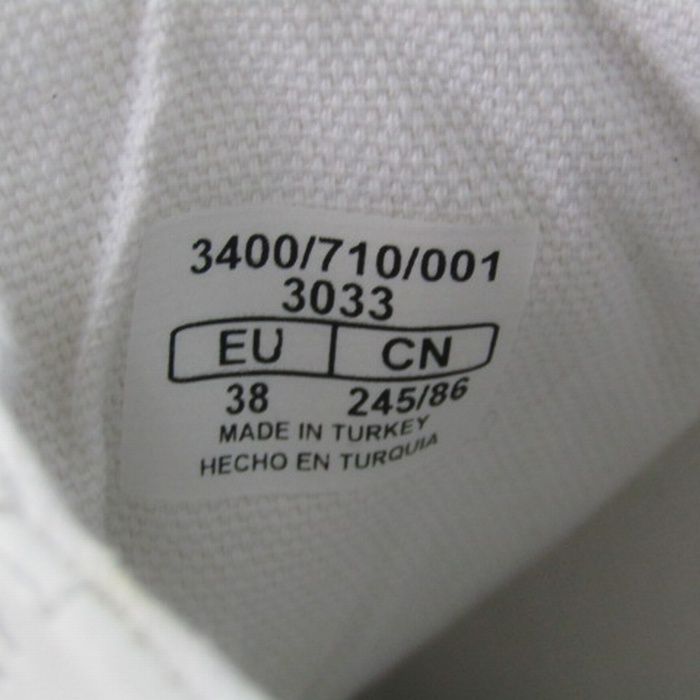 3400/710/001
3033
EU CN
38 245/86
MADE IN TURKEY
HECHO EN TURQUIA